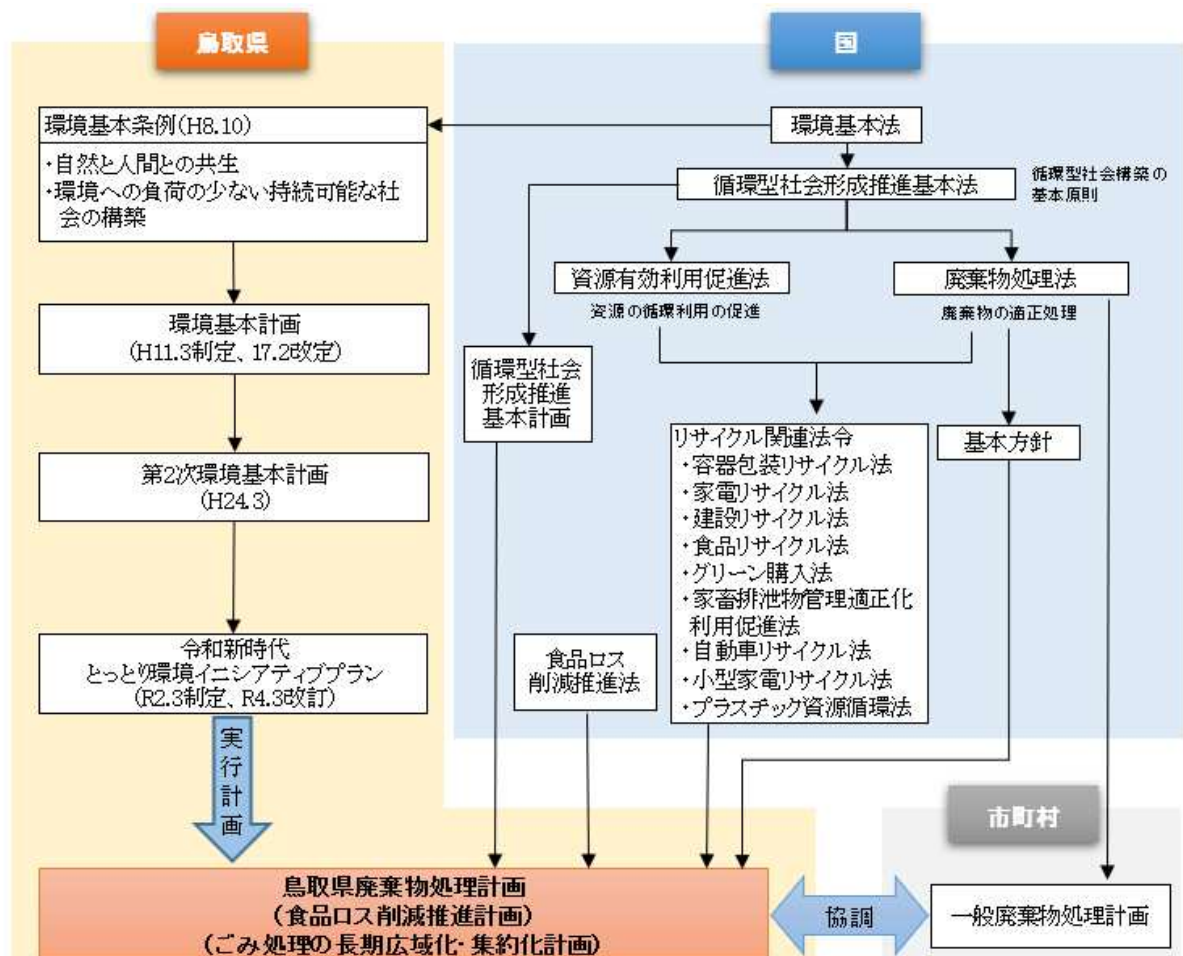 鳥取県
環境基本条例(H8.10)
・自然と人間との共生
・環境への負荷の少ない持続可能な社
会の構築
環境基本計画
(H11.3制定、17.2改定)
第2次環境基本計画
(H24.3)
令和新時代
とっとり環境イニシアティブプラン
(R2.3制定、R4.3改訂)
実行計画
国
環境基本法
循環型社会形成推進基本法
循環型社会構築の
基本原則
資源有効利用促進法
資源の循環利用の促進
廃棄物処理法
廃棄物の適正処理
循環型社会
形成推進
基本計画
リサイクル関連法令
・容器包装リサイクル法
・家電リサイクル法
・建設リサイクル法
・食品リサイクル法
・グリーン購入法
・家畜排泄物管理適正化
利用促進法
・自動車リサイクル法
・小型家電リサイクル法
・プラスチック資源循環法
基本方針
食品ロス
削減推進法
市町村
鳥取県廃棄物処理計画
(食品ロス削減推進計画)
(ごみ処理の長期広域化・集約化計画)
協調
一般廃棄物処理計画